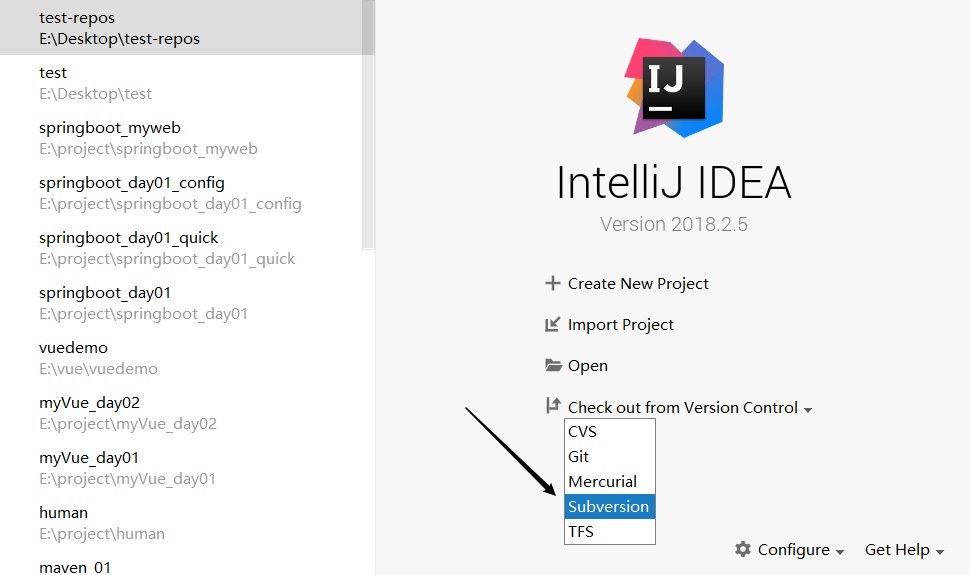 test-repos
E:\Desktop\test-repos
test
E:\Desktop\test
springboot_myweb
E:\project\springboot_myweb
springboot_day01_config
E:\project\springboot_day01_config
springboot_day01_quick
E:\project\springboot_day01_quick
springboot_day01
E:\project\springboot_day01
vuedemo
E:\vue\vuedemo
myVue_day02
E:\project\myVue_day02
myVue_day01
E:\project\myVue_day01
human
E:\project\human
maven_01
IJ
IntelliJ IDEA
Version 2018.2.5
Create New Project
Import Project
Open
Check out from Version Control
CVS
Git
Mercurial
Subversion
TFS
Configure
Get Help